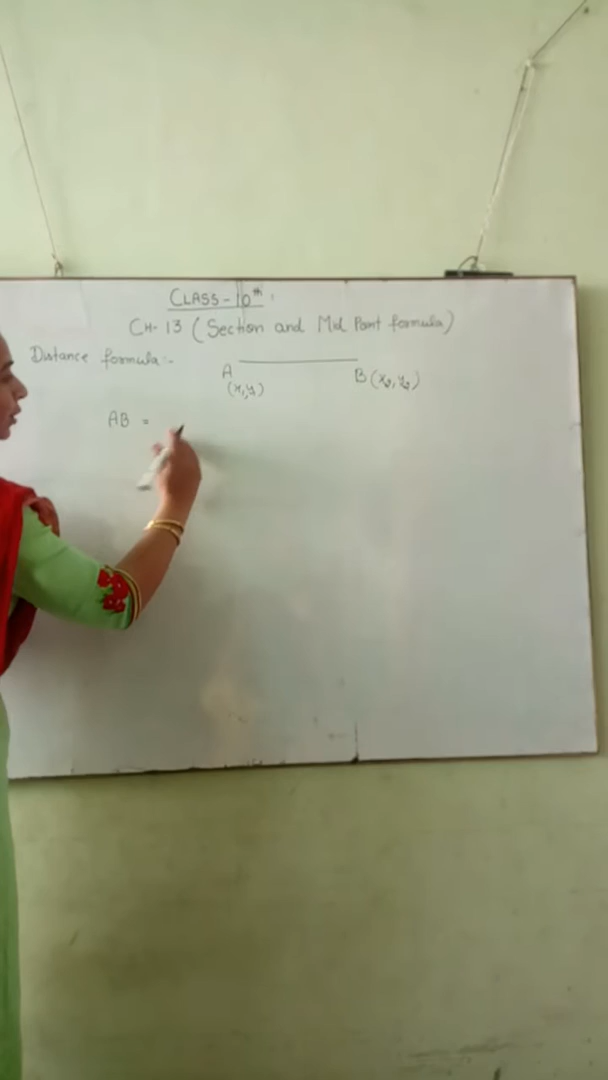 CLASS-10th:
CH-13 (Section and Mid Point formula)
Distance formula:-
A B (x2, y2)
(x1, y1)
AB =